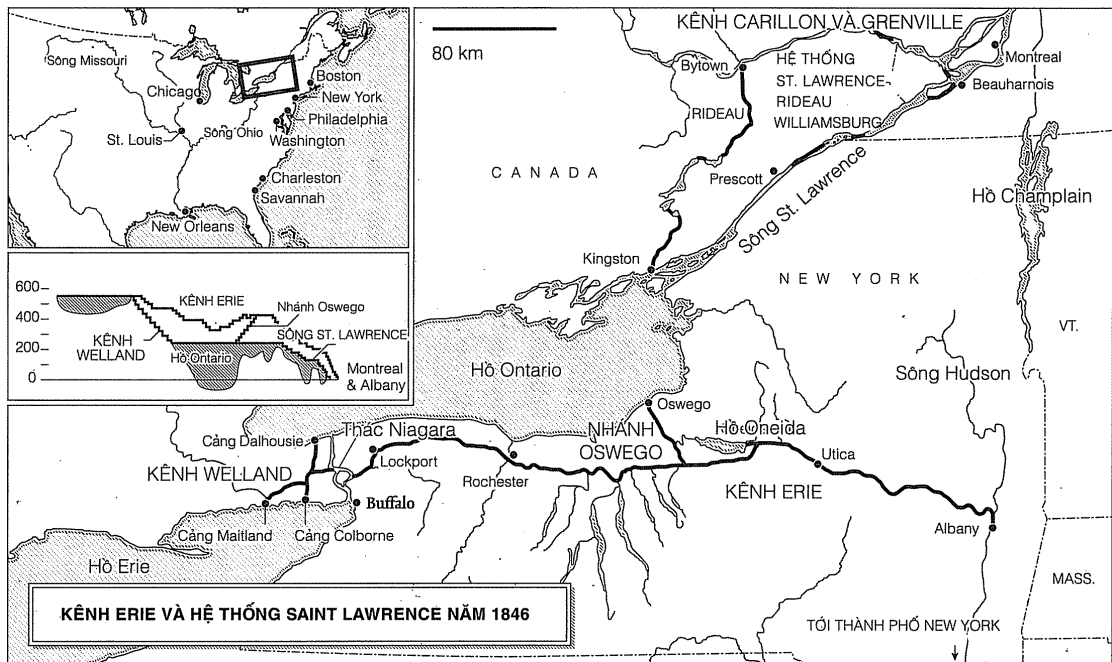 Sông Missouri
Chicago
St. Louis
Sông Ohio
Boston
New York
Philadelphia
Washington
Charleston
Savannah
New Orleans
600
400
200
0
KÊNH ERIE
Nhánh Oswego
KÊNH
WELLAND
SÔNG ST. LAWRENCE
Hồ Ontario
Montreal
& Albany
80 km
KÊNH CARILLON VÀ GRENVILLE
Bytown
HỆ THỐNG
ST. LAWRENCE-
RIDEAU
WILLIAMSBURG
RIDEAU
Montreal
Beauharnois
CANADA
Prescott
Sông St. Lawrence
Hồ Champlain
Kingston
NEW YORK
VT.
Hồ Ontario
Sông Hudson
Oswego
Cảng Dalhousie
Thác Niagara
NHÁNH
OSWEGO
Hồ Oneida
KÊNH WELLAND
Lockport
Rochester
Utica
KÊNH ERIE
Buffalo
Cảng Maitland
Cảng Colborne
Albany
Hồ Erie
MASS.
KÊNH ERIE VÀ HỆ THỐNG SAINT LAWRENCE NĂM 1846
TỚI THÀNH PHỐ NEW YORK